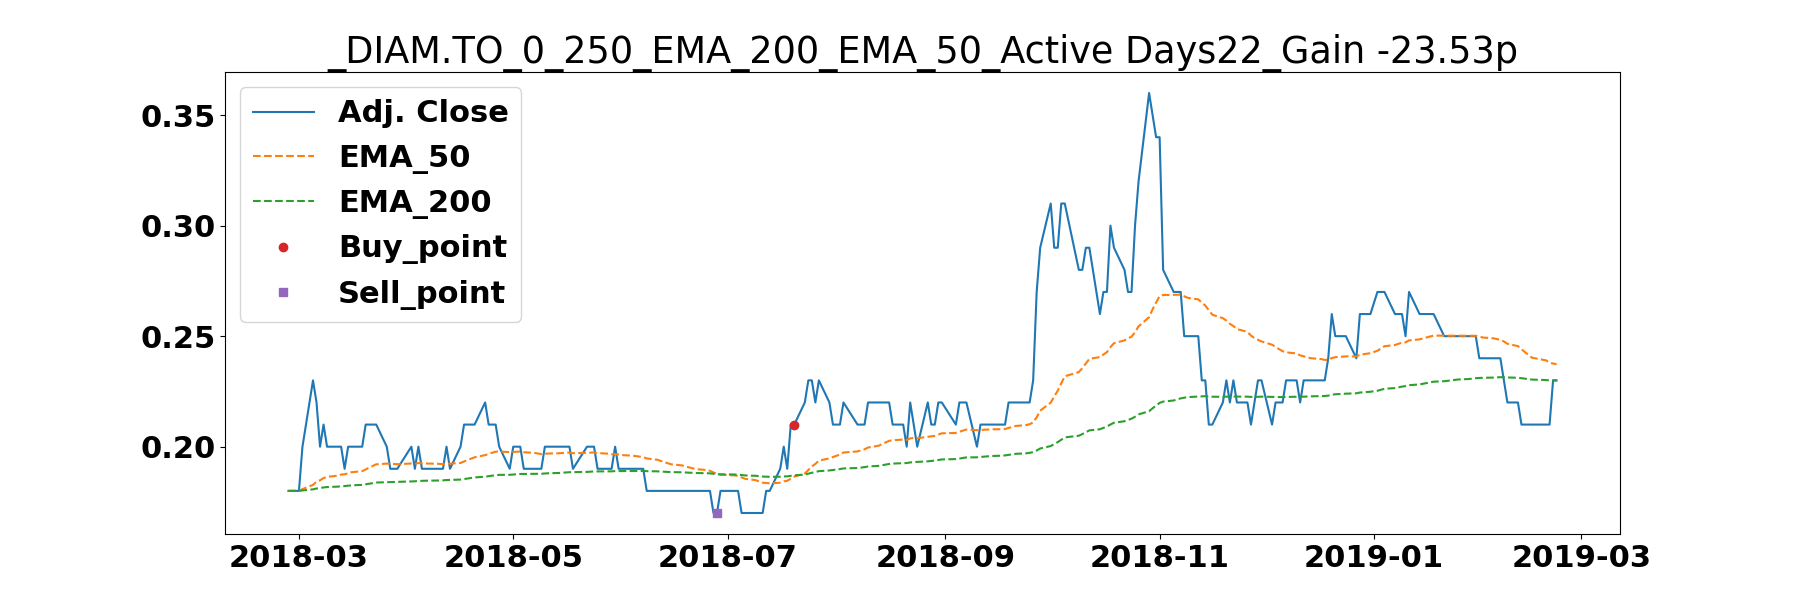 _DIAM.TO_0_250_EMA_200_EMA_50_Active Days22_Gain -23.53p
Adj. Close
EMA_50
EMA_200
Buy_point
Sell_point
0.35
0.30
0.25
0.20
2018-03 2018-05 2018-07 2018-09 2018-11 2019-01 2019-03